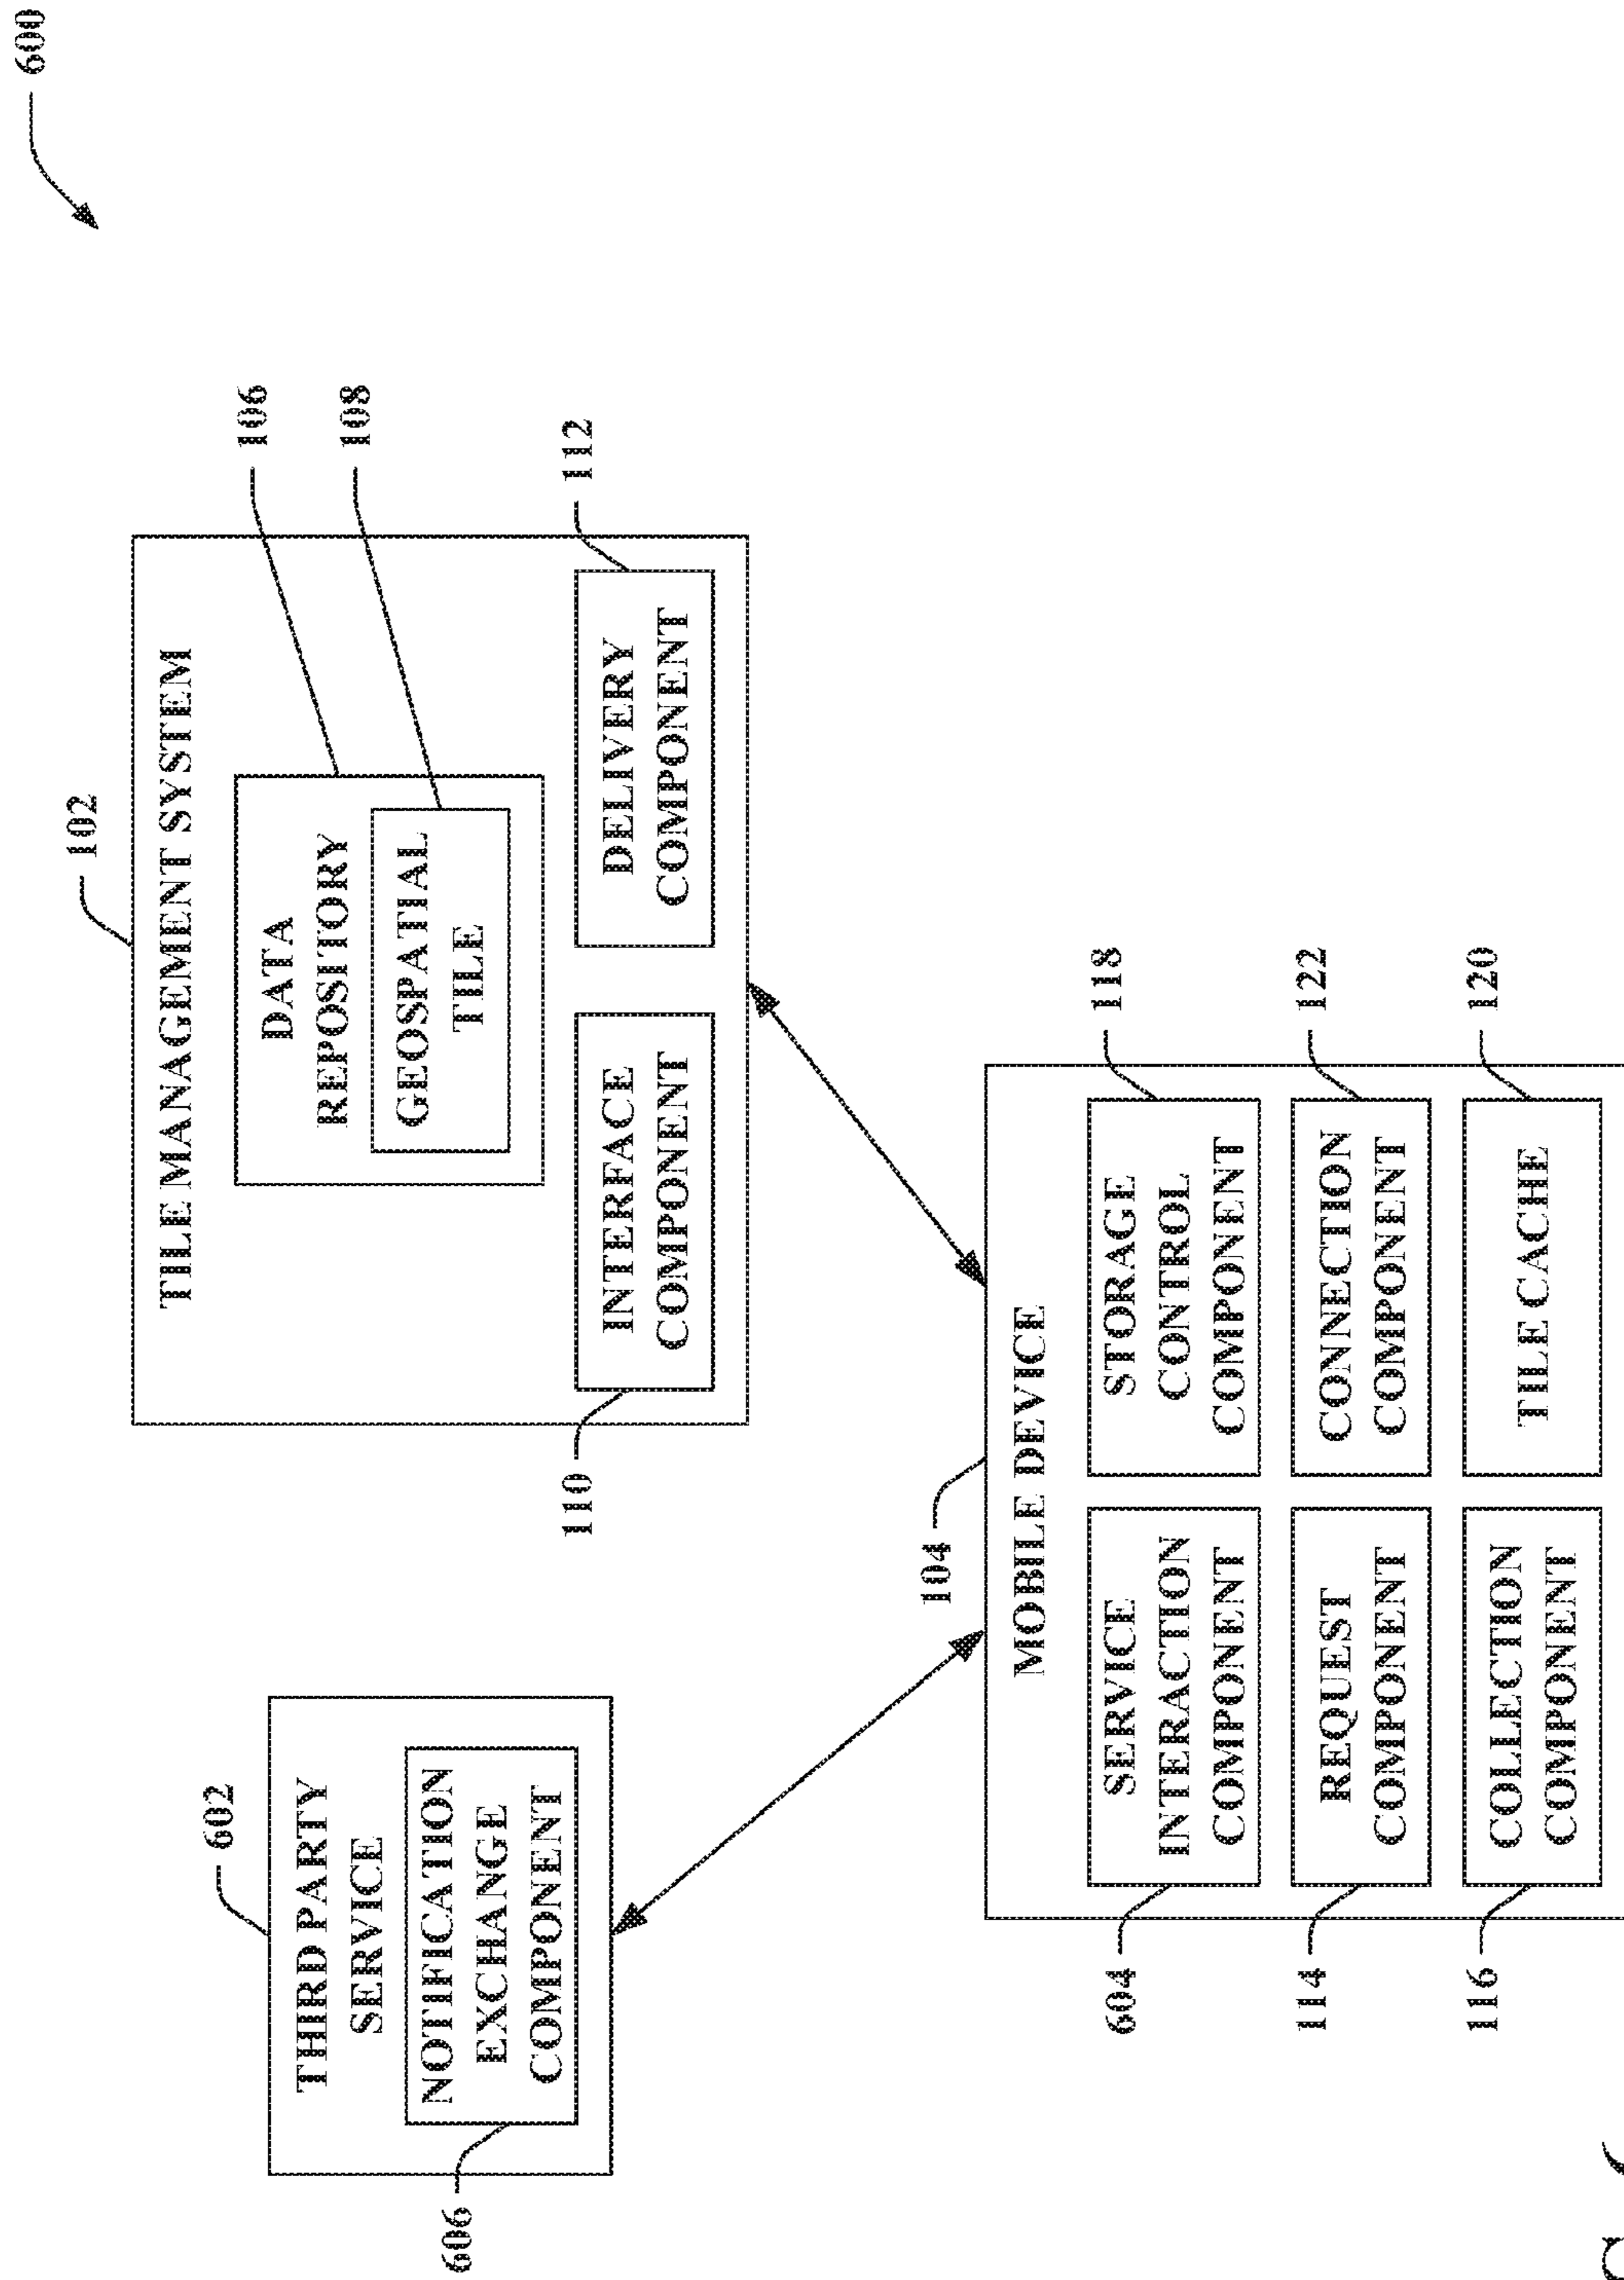 600
102
TILE MANAGEMENT SYSTEM
106
DATA
REPOSITORY
108
GEOSPATIAL
TILE
110
INTERFACE
COMPONENT
112
DELIVERY
COMPONENT
602
THIRD PARTY
SERVICE
606
NOTIFICATION
EXCHANGE
COMPONENT
104
MOBILE DEVICE
604
SERVICE
INTERACTION
COMPONENT
118
STORAGE
CONTROL
COMPONENT
114
REQUEST
COMPONENT
122
CONNECTION
COMPONENT
116
COLLECTION
COMPONENT
120
TILE CACHE